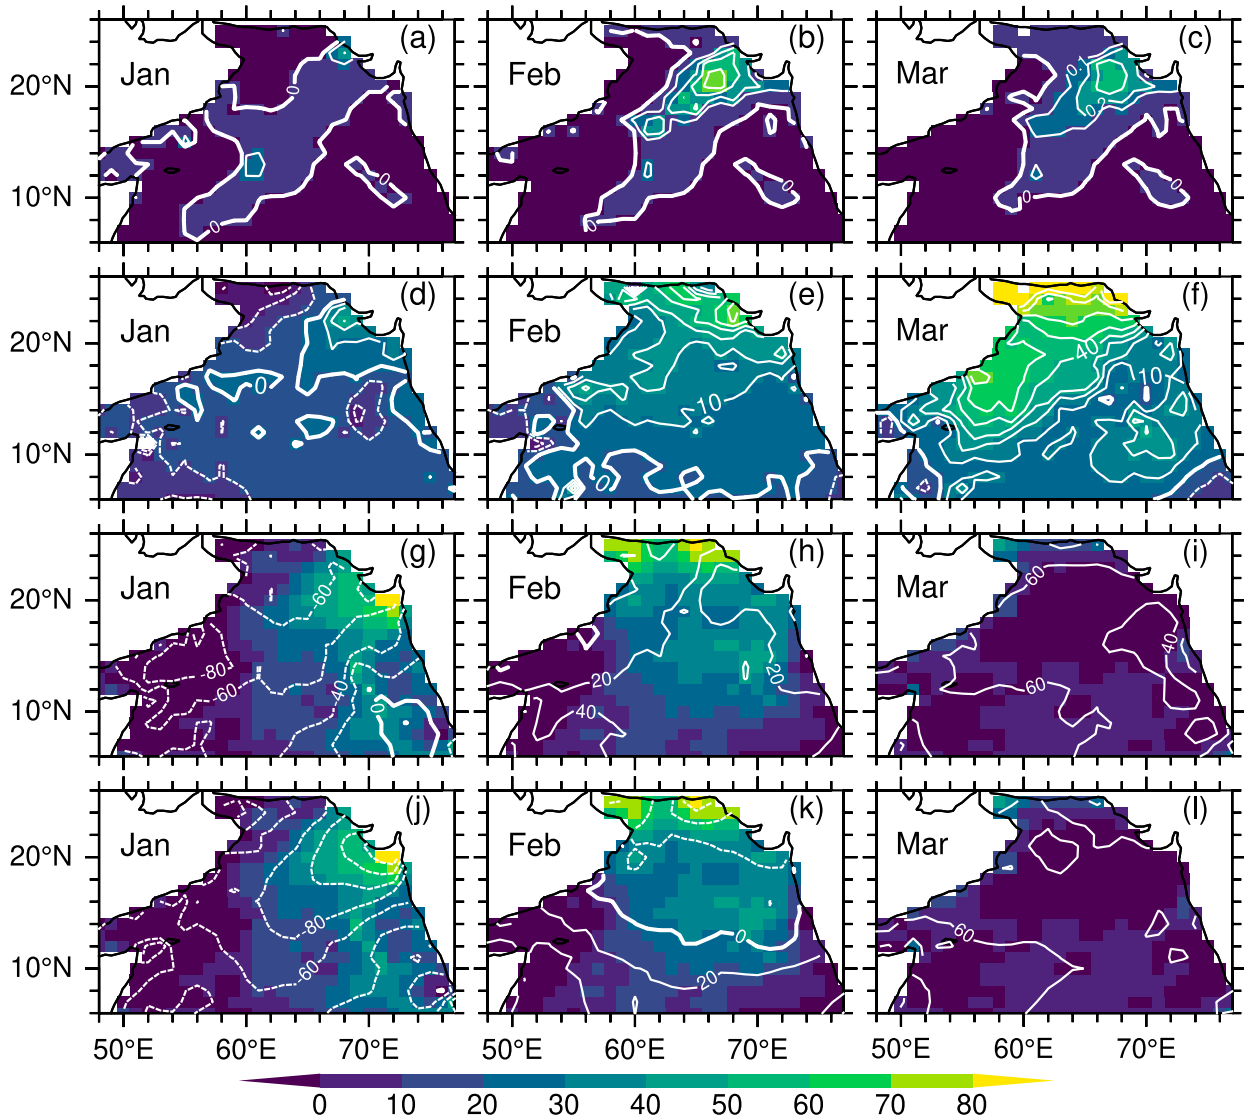 (a) (b) (c)
Jan Feb Mar
20°N
10°N
0 0 0 0 0 0.1 0.2 0 0
(d) (e) (f)
Jan Feb Mar
20°N
10°N
0 10 0 40 10
(g) (h) (i)
Jan Feb Mar
20°N
10°N
60 80 60 40 0 20 20 40 60 40 60
(j) (k) (l)
Jan Feb Mar
20°N
10°N
80 60 0 20 60
50°E 60°E 70°E 50°E 60°E 70°E 50°E 60°E 70°E
0 10 20 30 40 50 60 70 80